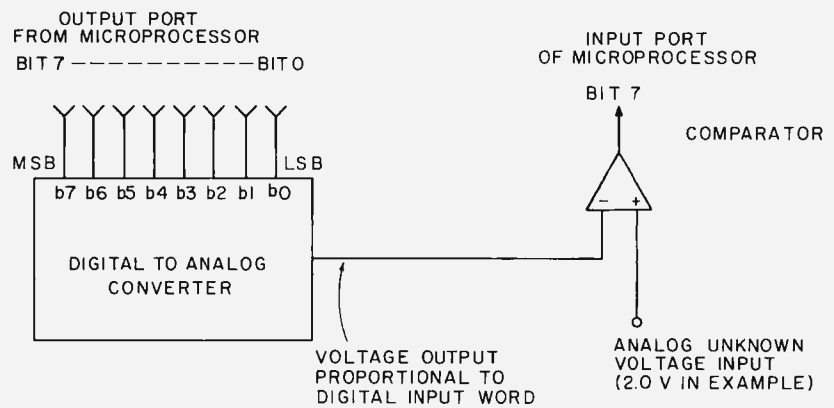 OUTPUT PORT
FROM MICROPROCESSOR
BIT 7 ----------- BIT 0
MSB
LSB
b7 b6 b5 b4 b3 b2 b1 b0
DIGITAL TO ANALOG
CONVERTER
VOLTAGE OUTPUT
PROPORTIONAL TO
DIGITAL INPUT WORD
INPUT PORT
OF MICROPROCESSOR
BIT 7
COMPARATOR
- +
ANALOG UNKNOWN
VOLTAGE INPUT
(2.0 V IN EXAMPLE)